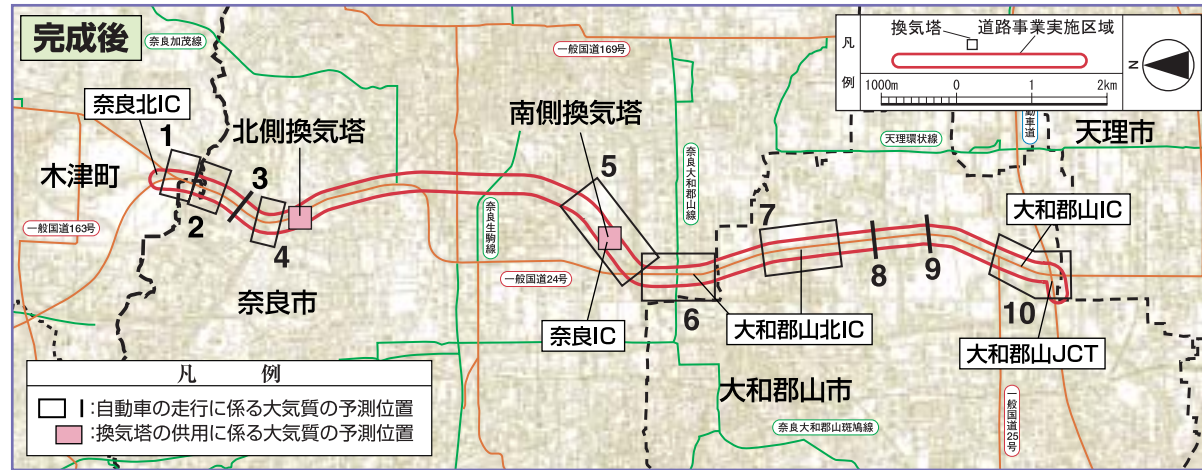 完成後
奈良加茂線
一般国道169号
凡例
換気塔
道路事業実施区域
1000m 0 1 2km
N
奈良北IC
1
北側換気塔
南側換気塔
木津町
3
5
奈良大和郡山線
天理環状線
動車道
天理市
一般国道163号
2
4
奈良生駒線
7
大和郡山IC
奈良市
一般国道24号
8
9
奈良IC
6
大和郡山北IC
10
大和郡山JCT
大和郡山市
一般国道25号
奈良大和郡山斑鳩線
凡例
:自動車の走行に係る大気質の予測位置
:換気塔の供用に係る大気質の予測位置